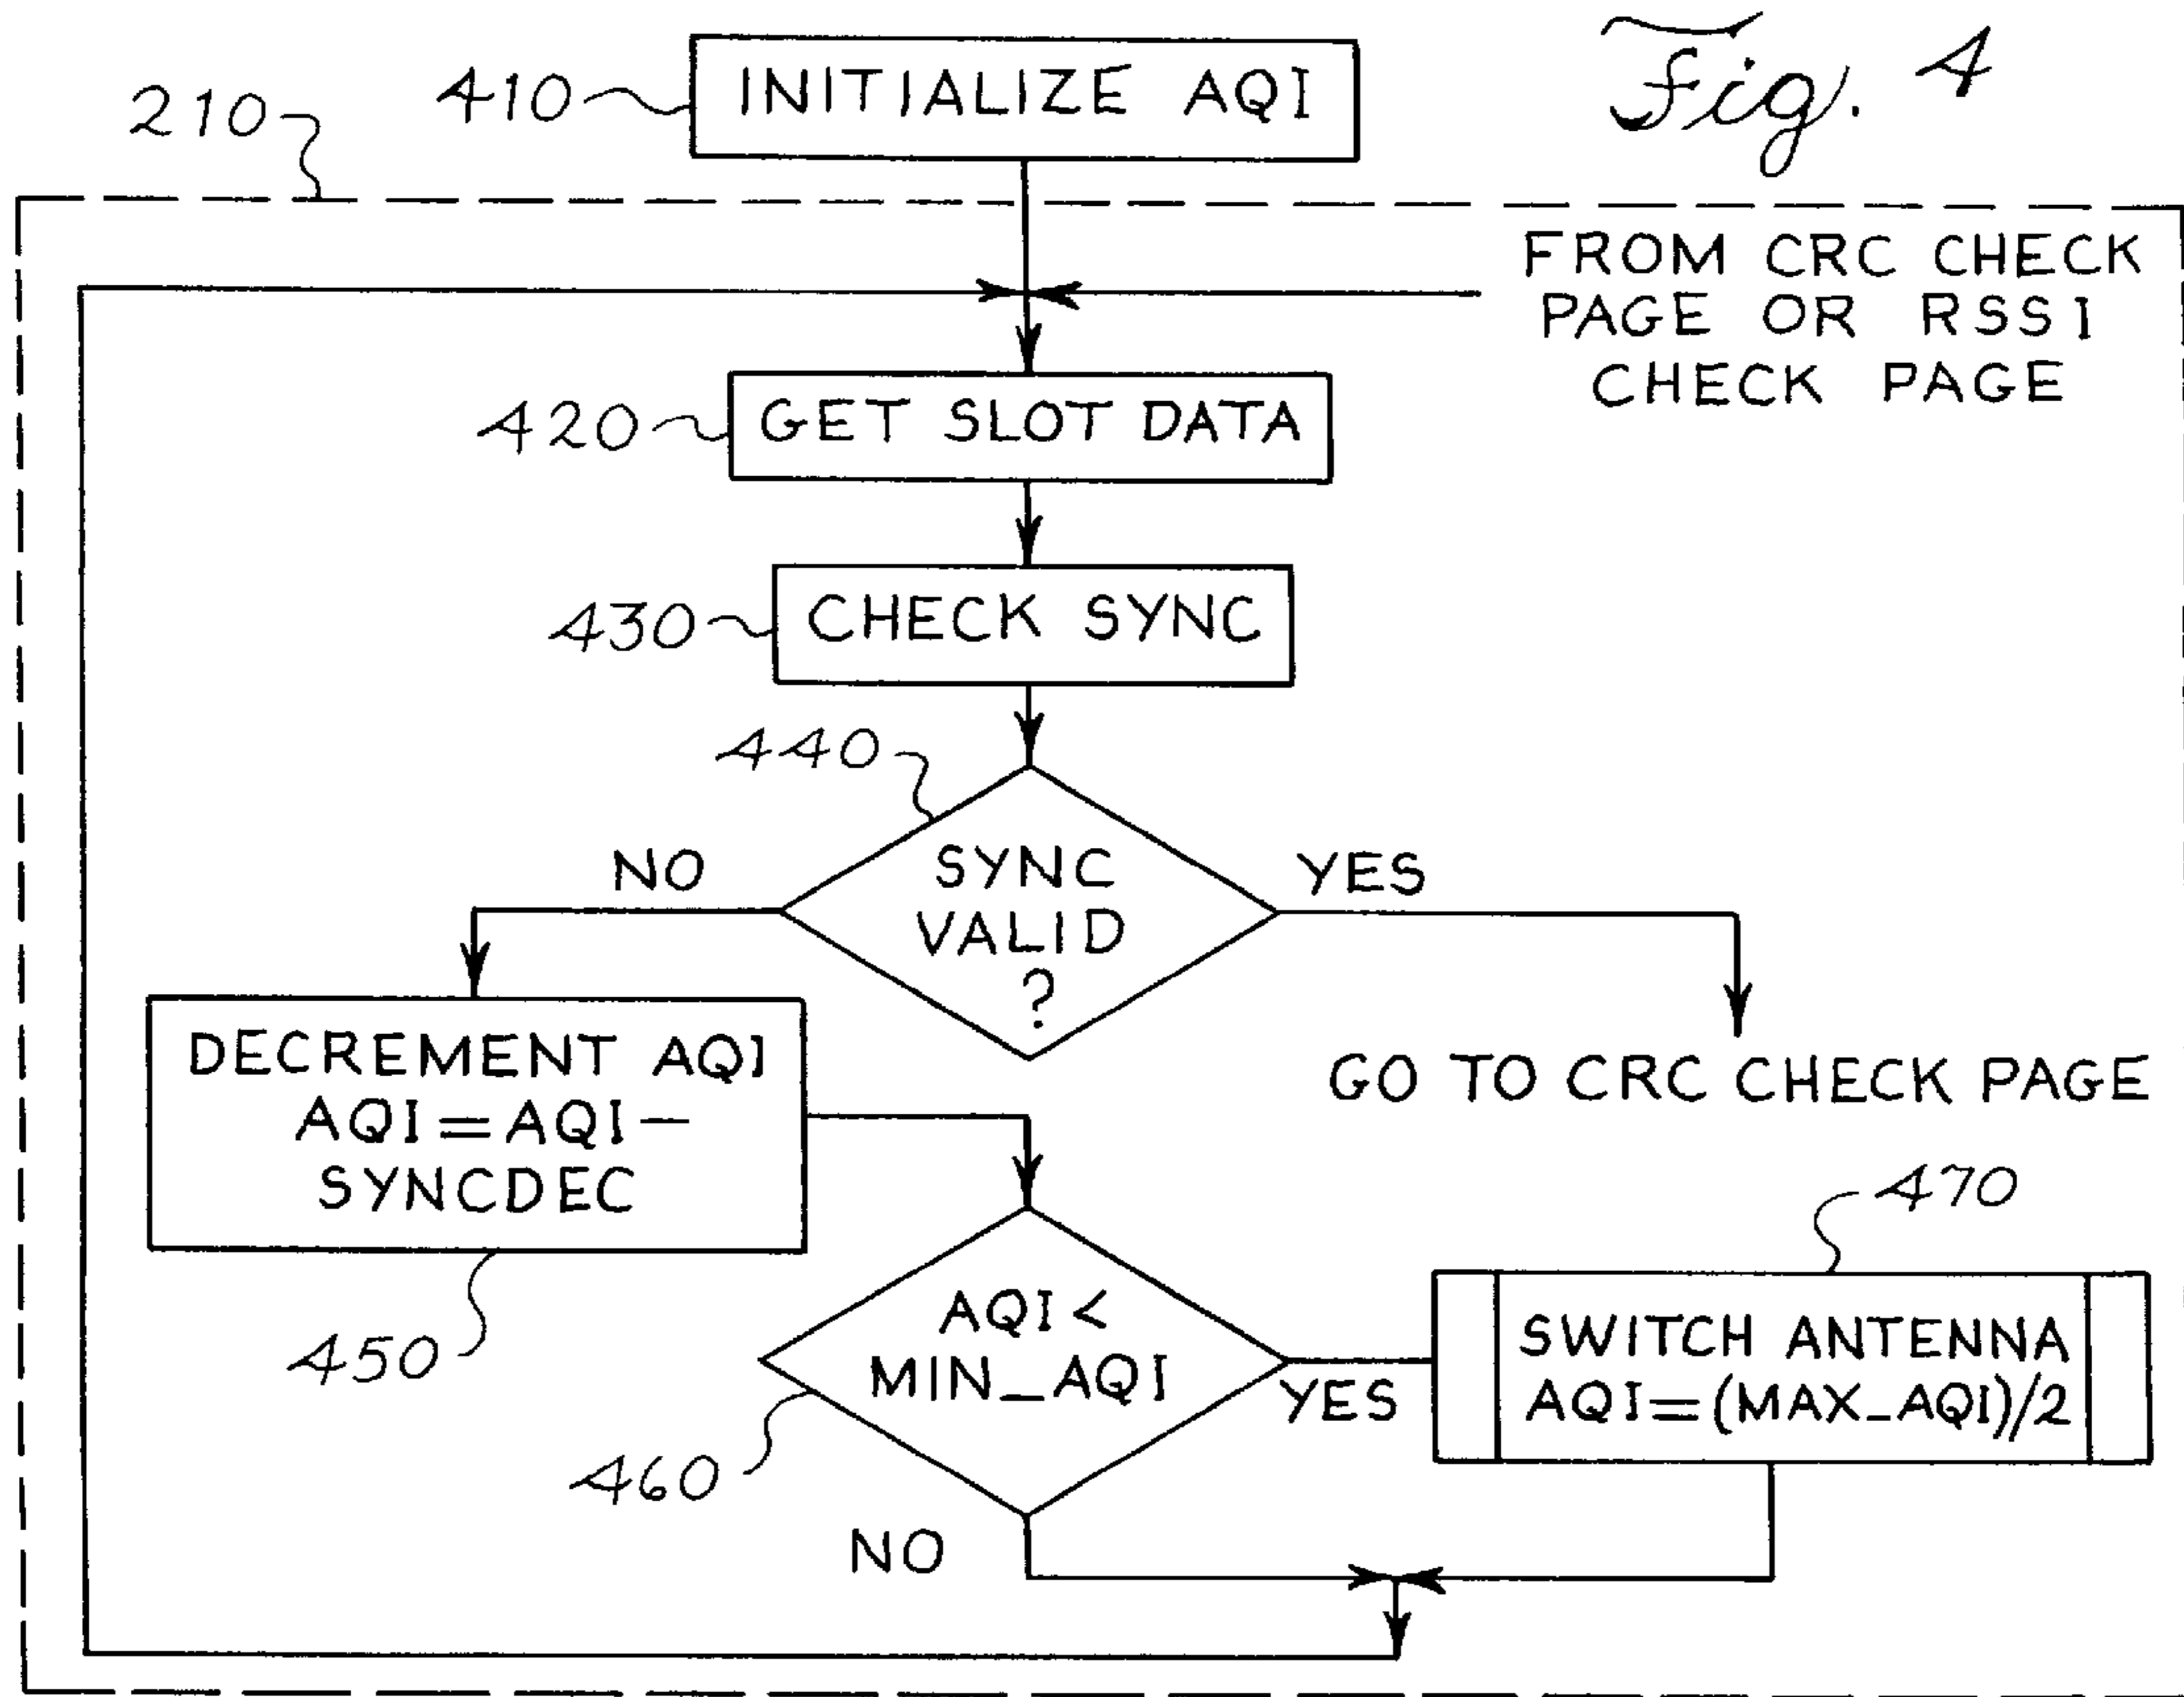 Fig. 4
410
INITIALIZE AQI
210
FROM CRC CHECK
PAGE OR RSSI
CHECK PAGE
420
GET SLOT DATA
430
CHECK SYNC
440
SYNC
VALID
?
NO
YES
DECREMENT AQI
AQI=AQI-
SYNCDEC
450
GO TO CRC CHECK PAGE
AQI <
MIN_AQI
460
YES
NO
470
SWITCH ANTENNA
AQI=(MAX_AQI)/2